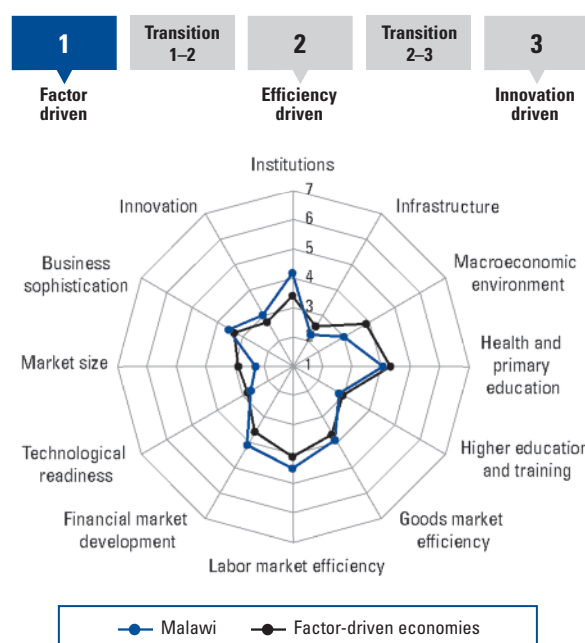 1
Transition
1–2
2
Transition
2–3
3
Factor
driven
Efficiency
driven
Innovation
driven
Institutions
7
6
5
4
3
2
1
Infrastructure
Macroeconomic
environment
Health and
primary
education
Higher education
and training
Goods market
efficiency
Labor market efficiency
Financial market
development
Technological
readiness
Market size
Business
sophistication
Innovation
Malawi
Factor-driven economies